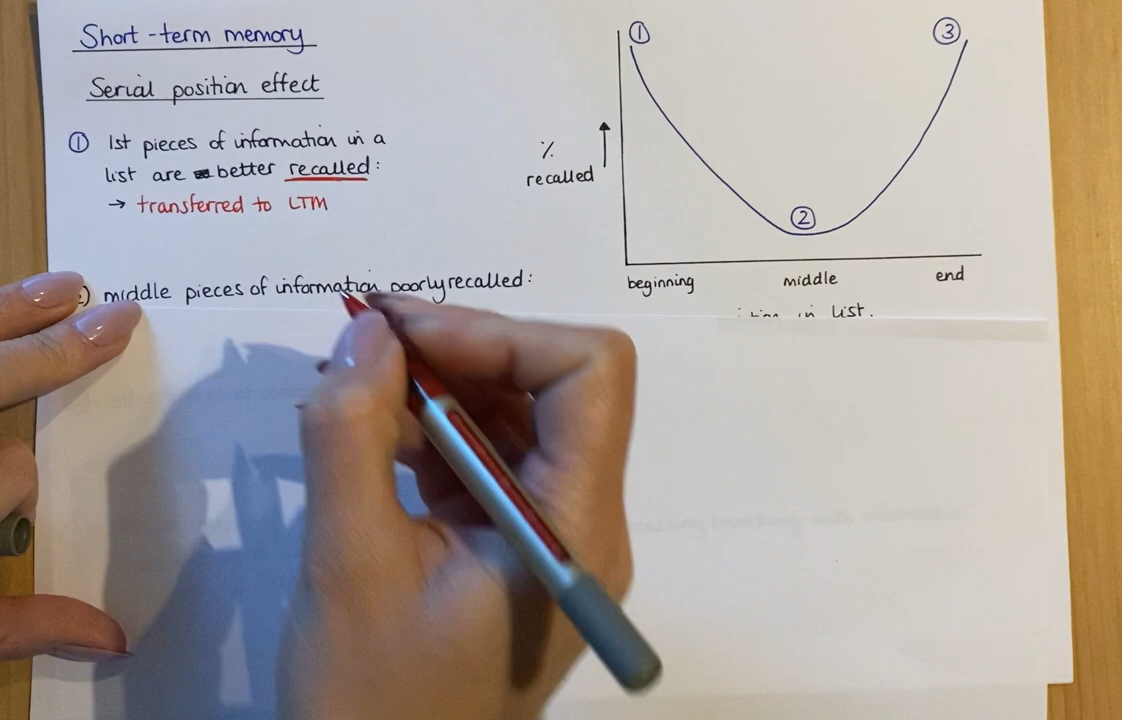 Short-term memory
Serial position effect
① 1st pieces of information in a
list are better recalled:
→ transferred to LTM
) middle pieces of information poorly recalled:
①
③
%
recalled
②
beginning
middle
end
in list.